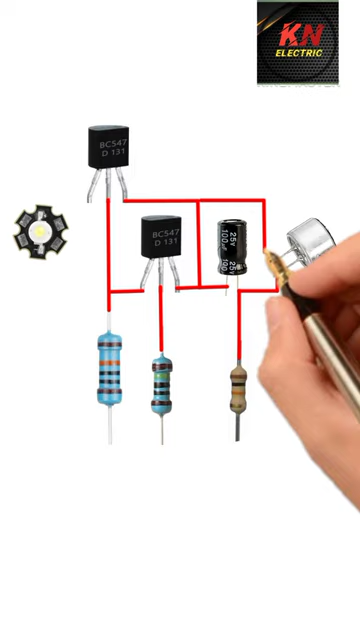 KN
ELECTRIC
BC547
D 131
BC547
D 131
25V
100µF